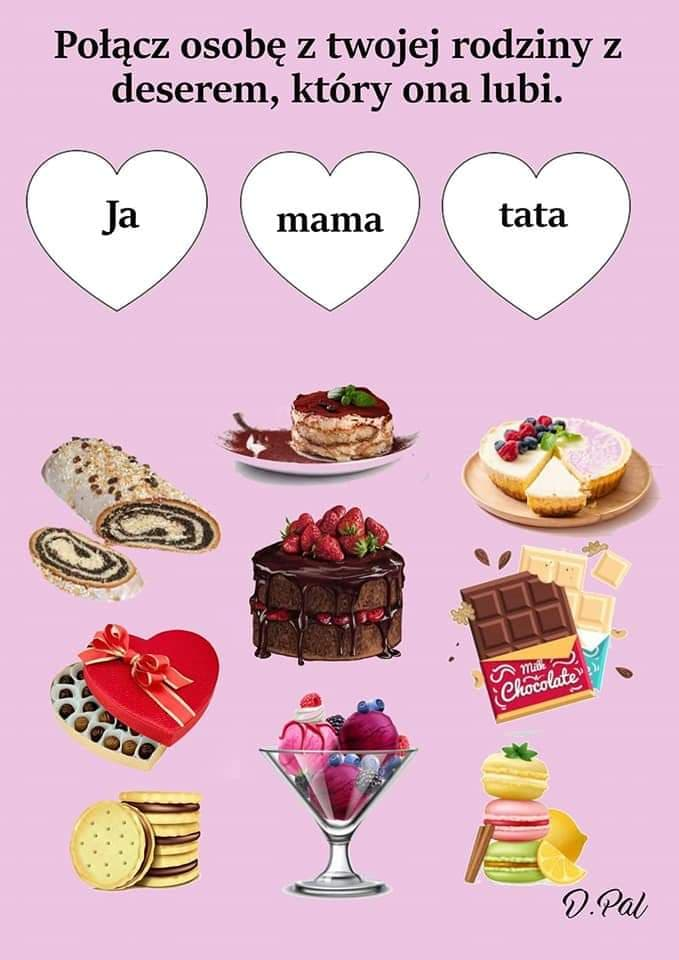 Połącz osobę z twojej rodziny z
deserem, który ona lubi.
Ja
mama
tata
Milk
Chocolate
D.Pal